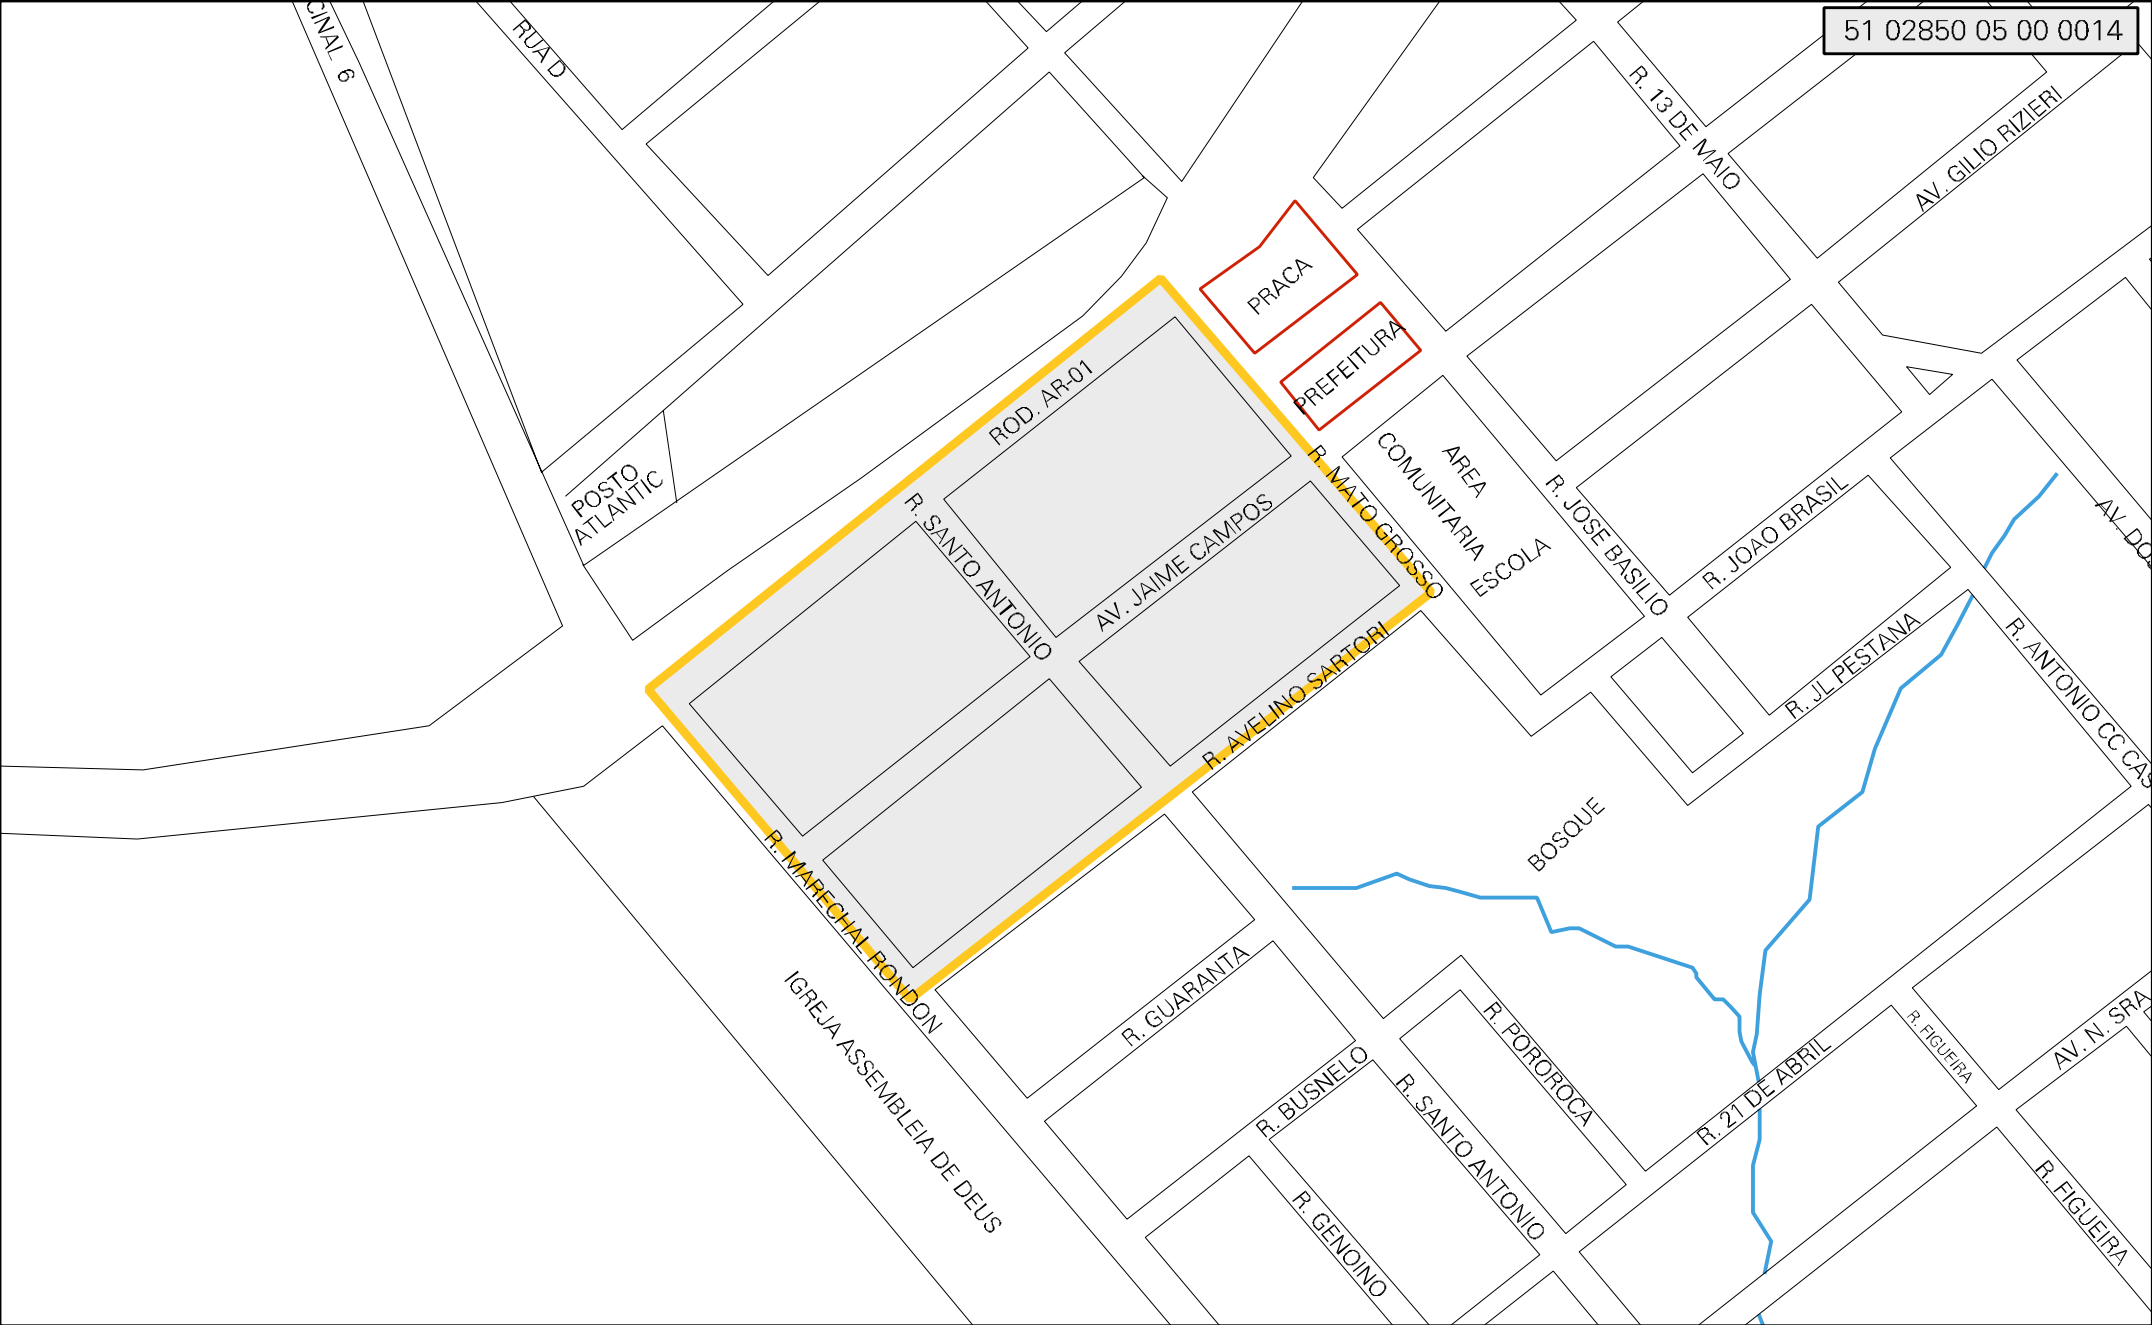 51 02850 05 00 0014
CINAL 6
RUA D
R. 13 DE MAIO
AV. GILIO RIZIERI
PRACA
PREFEITURA
ROD. AR-01
POSTO
ATLANTIC
R. SANTO ANTONIO
AV. JAIME CAMPOS
R. MATO GROSSO
AREA
COMUNITARIA
ESCOLA
R. JOSE BASILIO
R. JOAO BRASIL
AV. DOS
R. JL PESTANA
R. ANTONIO CC CAS
R. AVELINO SARTORI
BOSQUE
R. MARECHAL RONDON
IGREJA ASSEMBLEIA DE DEUS
R. GUARANTA
R. BUSNELO
R. POROROCA
R. SANTO ANTONIO
R. GENOINO
R. 21 DE ABRIL
R. FIGUEIRA
AV. N. SRA
R. FIGUEIRA